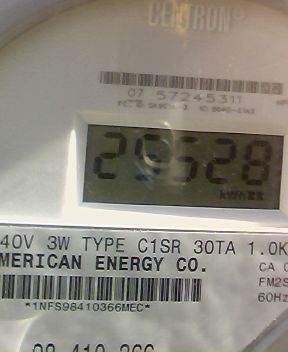 CENTRON®
07 57245311
29528
kWh
40V 3W TYPE C1SR 30TA 1.0K
MERICAN ENERGY CO.
CA 0
FM2S
60Hz
*1NFS98410366MEC*